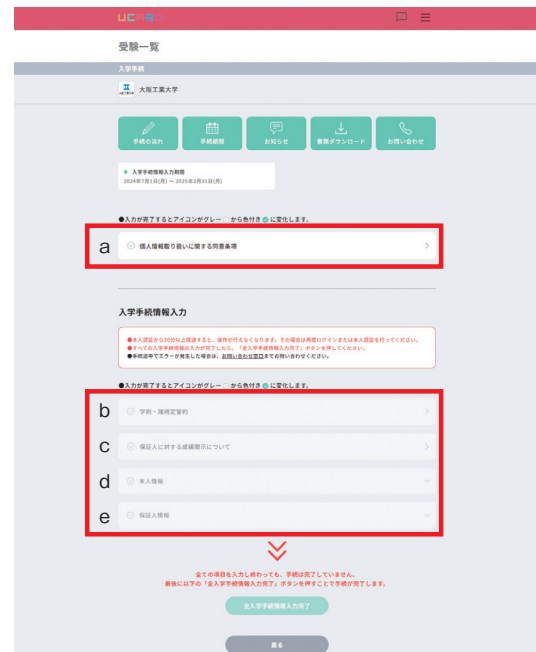 UCARO
受験一覧
入学手続
大阪工業大学
手続の流れ
手続期間
お知らせ
書類ダウンロード
お問い合わせ
入学手続情報入力期間
2024年7月1日(月) ～ 2025年3月31日(月)
●入力が完了するとアイコンがグレー から色付き に変化します。
a
個人情報取り扱いに関する同意条項
入学手続情報入力
●本人認証から30分以上経過すると、操作が行えなくなります。その場合は再度ログインまたは本人認証を行ってください。
●すべての入学手続情報の入力が完了したら、「全入学手続情報入力完了」ボタンを押してください。
●手続途中でエラーが発生した場合は、お問い合わせ窓口までお問い合わせください。
●入力が完了するとアイコンがグレー から色付き に変化します。
b 学則・諸規定誓約
c 保証人に対する成績開示について
d 本人情報
e 保証人情報
全ての項目を入力し終わっても、手続は完了していません。
最後に以下の「全入学手続情報入力完了」ボタンを押すことで手続が完了します。
全入学手続情報入力完了
戻る